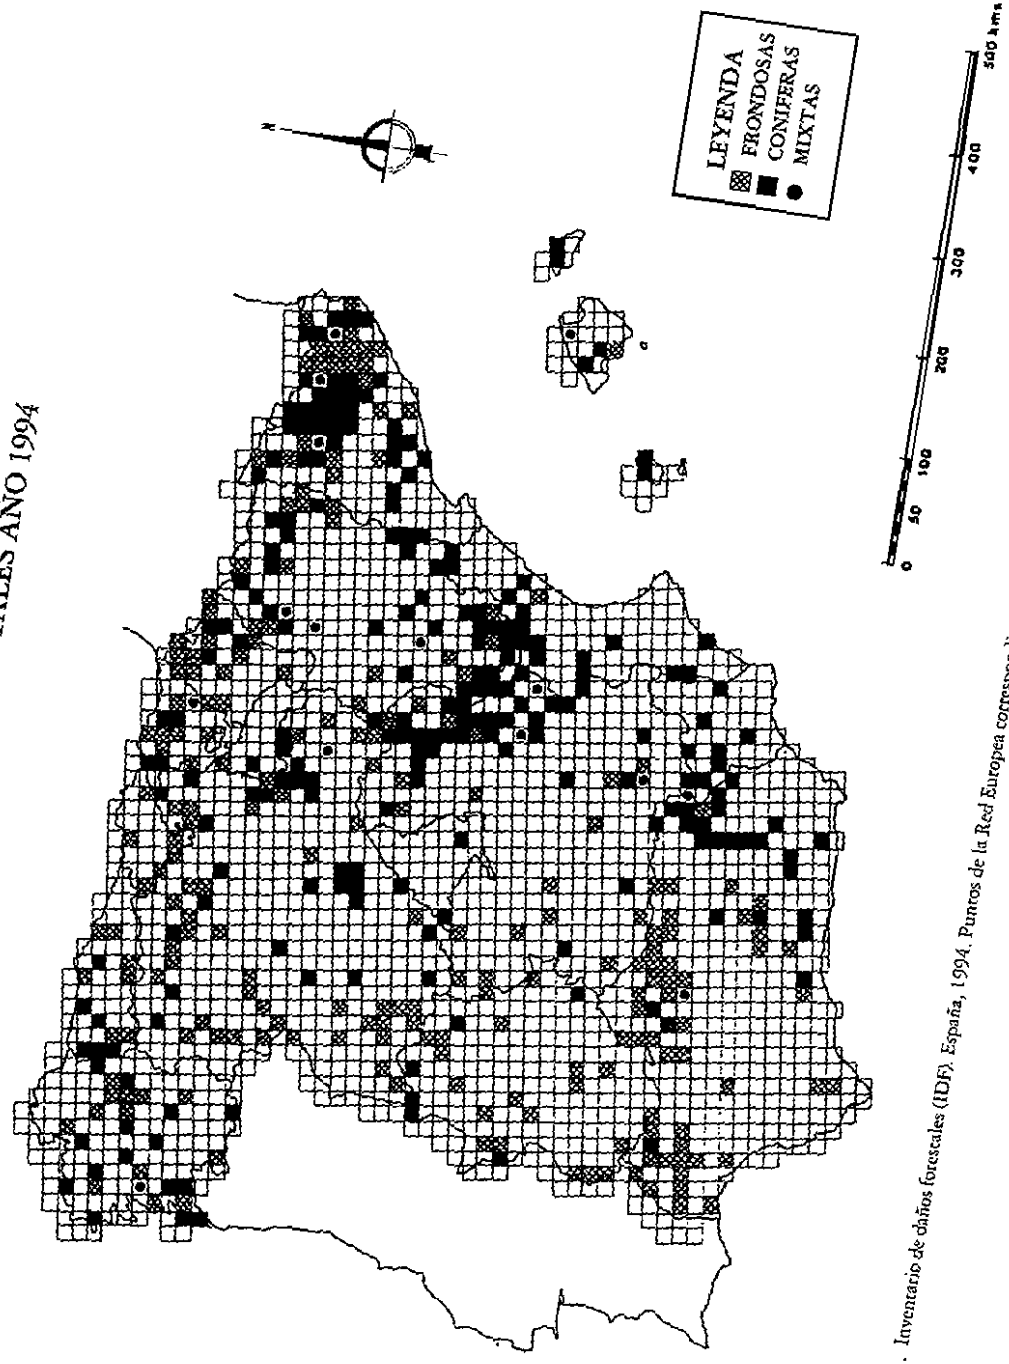 ALES AÑO 1994
N
LEYENDA
FRONDOSAS
CONIFERAS
MIXTAS
0 50 100 200 300 400 500 kms
Inventario de daños forestales (IDF). España, 1994. Puntos de la Red Europea correspon